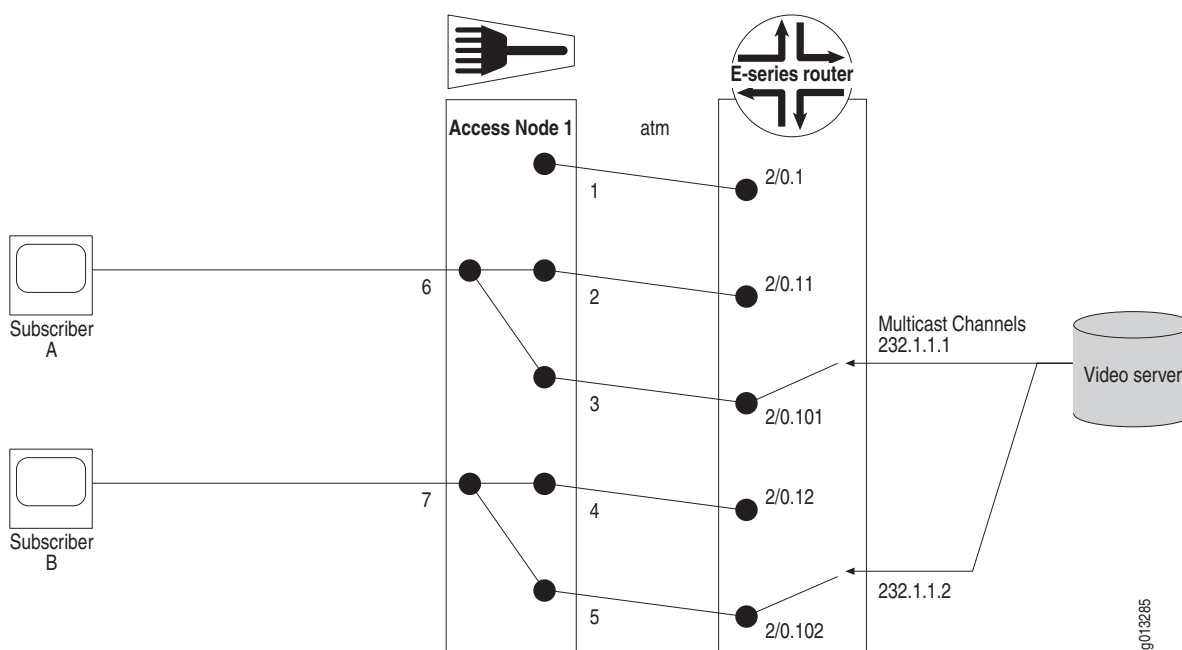 E-series router
Access Node 1
atm
2/0.1
1
2/0.11
6
2
Subscriber
A
Multicast Channels
232.1.1.1
Video server
3
2/0.101
7
4
2/0.12
Subscriber
B
232.1.1.2
5
2/0.102
g013285